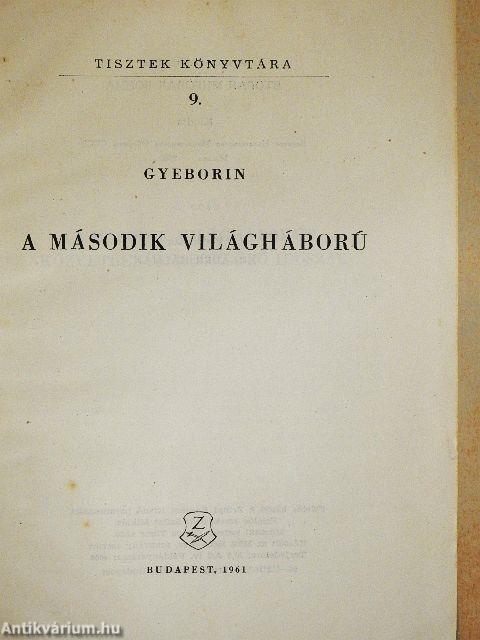 TISZTEK KÖNYVTÁRA
9.
GYEBORIN
A MÁSODIK VILÁGHÁBORÚ
Z
BUDAPEST, 1961
Antikvárium.hu